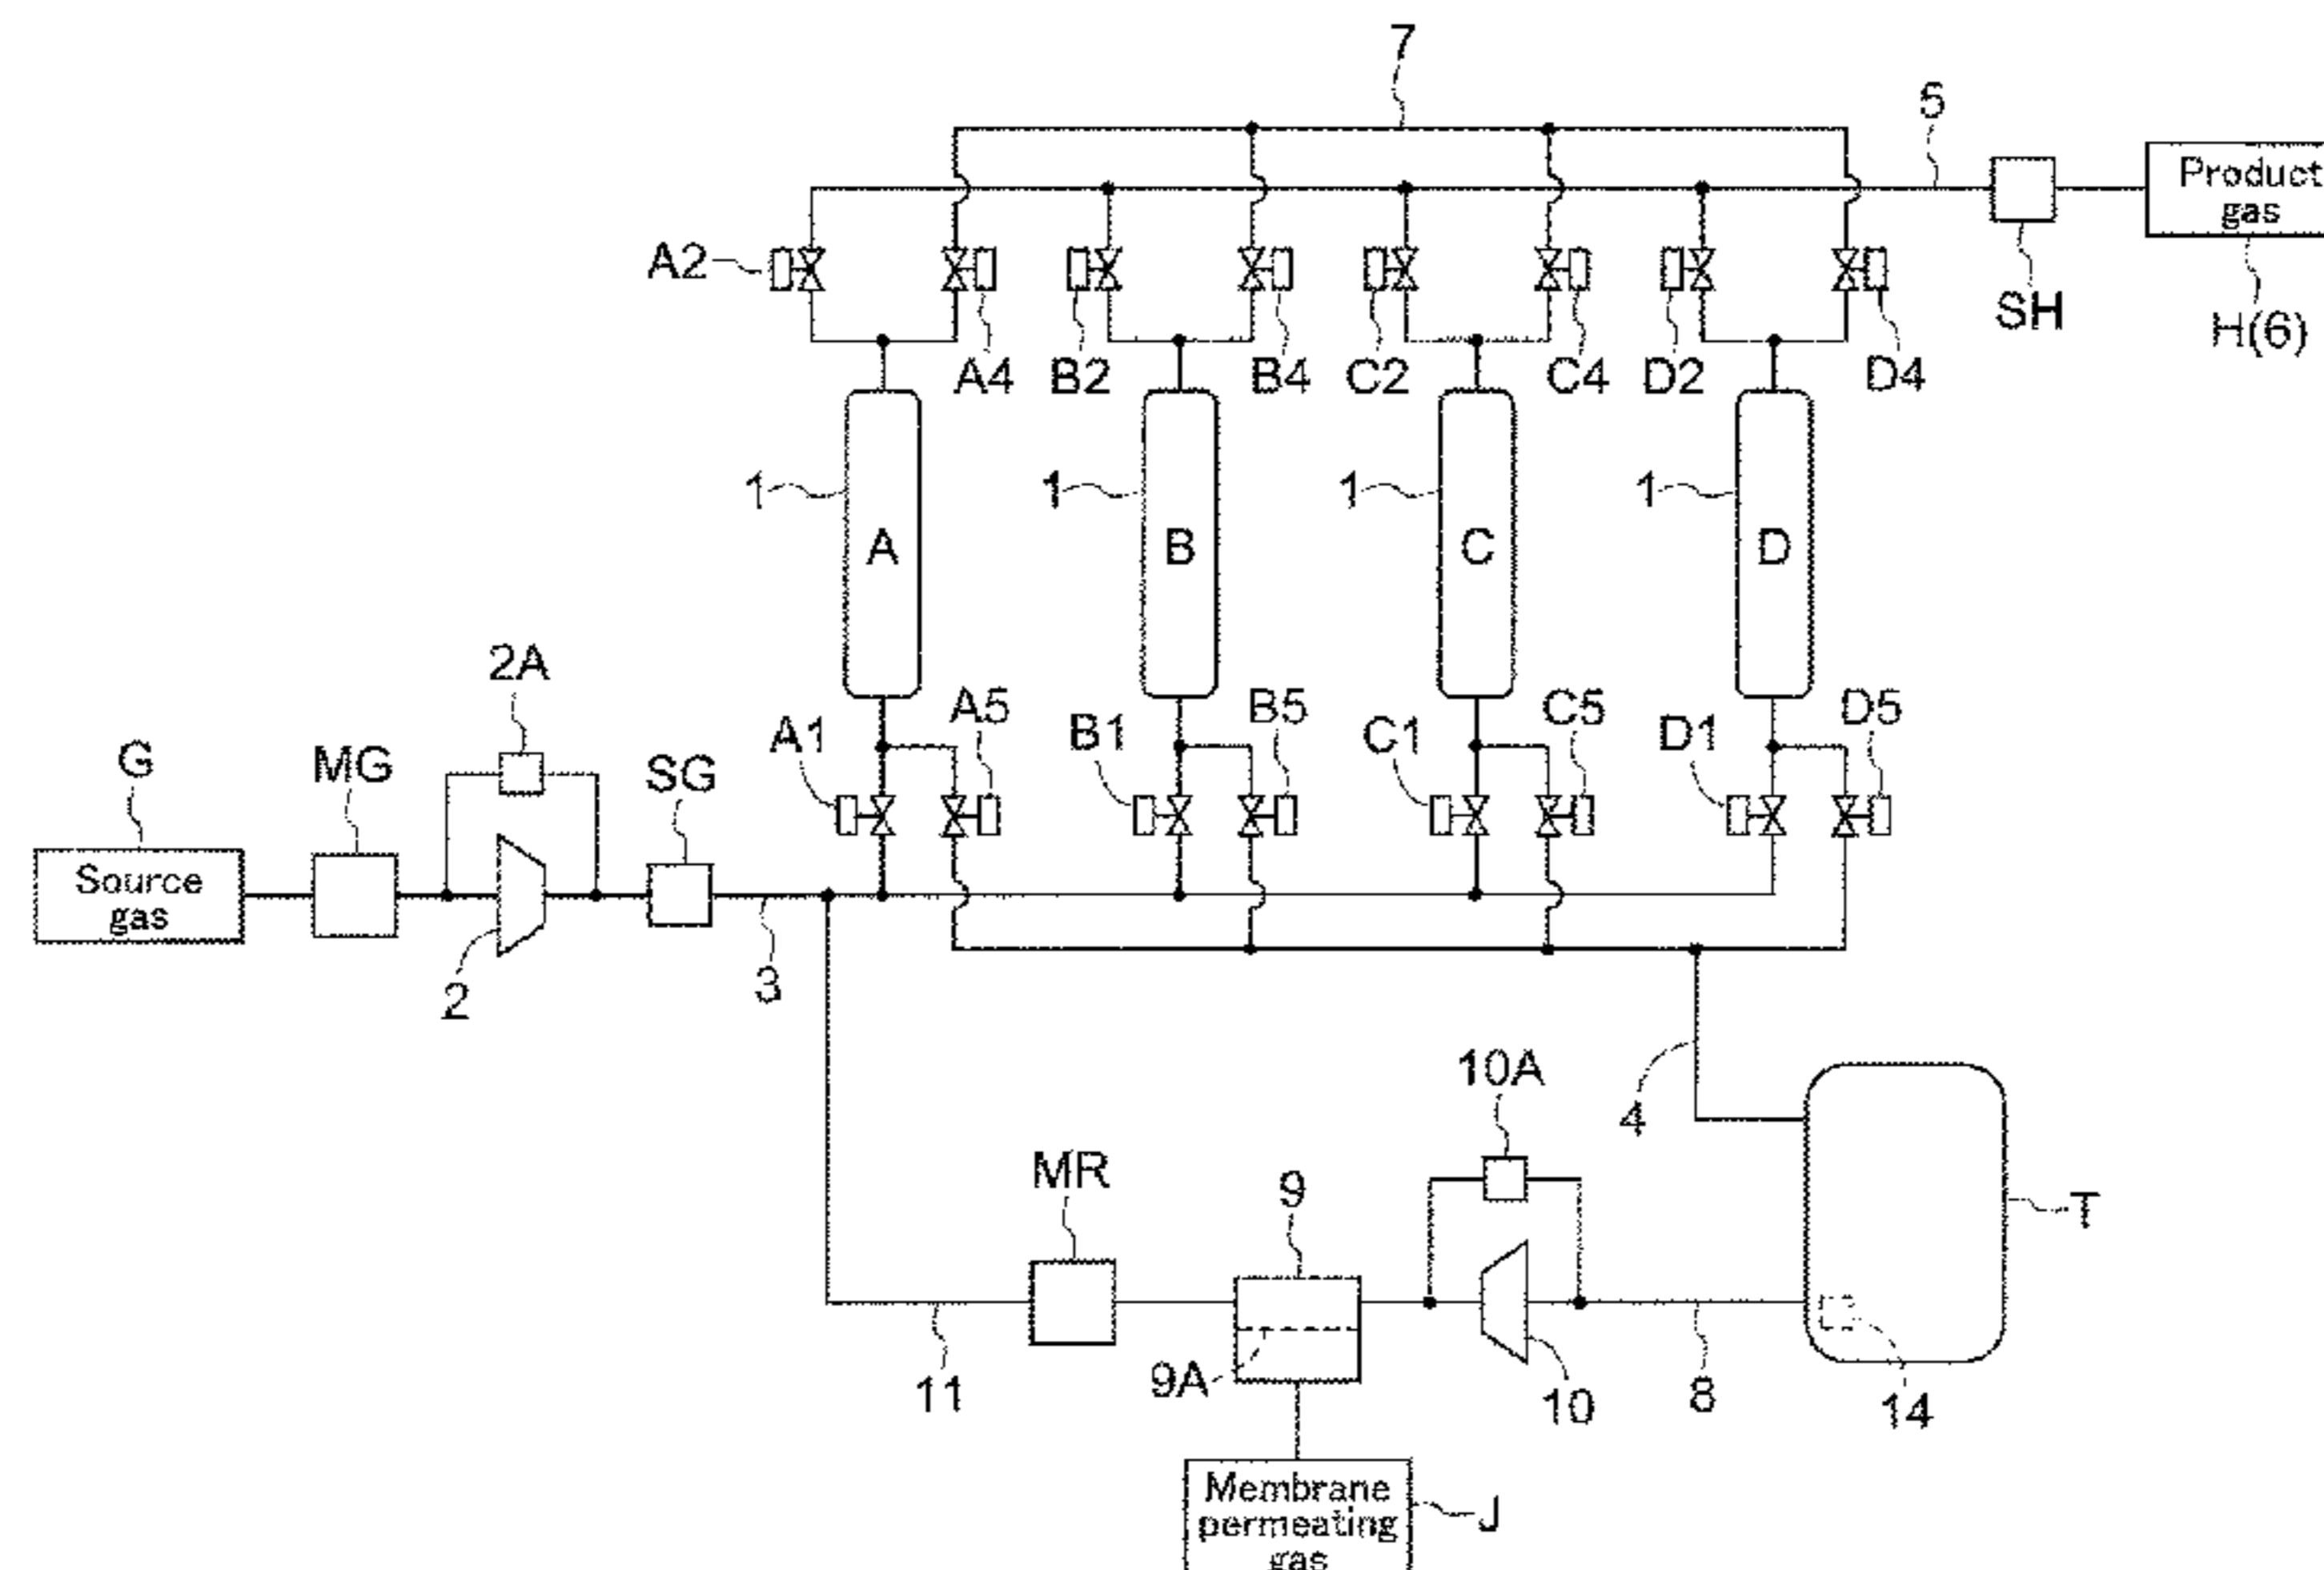 7
5
Product
gas
A2
SH
H(6)
A4
B2
B4
C2
C4
D2
D4
1
1
1
1
A
B
C
D
2A
A1
A5
B1
B5
C1
C5
D1
D5
G
MG
SG
Source
gas
2
3
10A
4
MR
9
T
9A
11
10
8
14
Membrane
permeating
gas
J